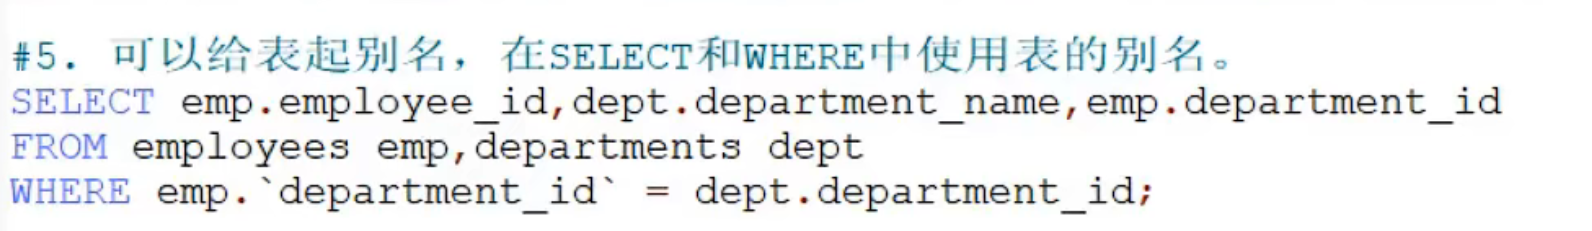 #5. 可以给表起别名，在SELECT和WHERE中使用表的别名。
SELECT emp.employee_id,dept.department_name,emp.department_id
FROM employees emp,departments dept
WHERE emp.`department_id` = dept.department_id;